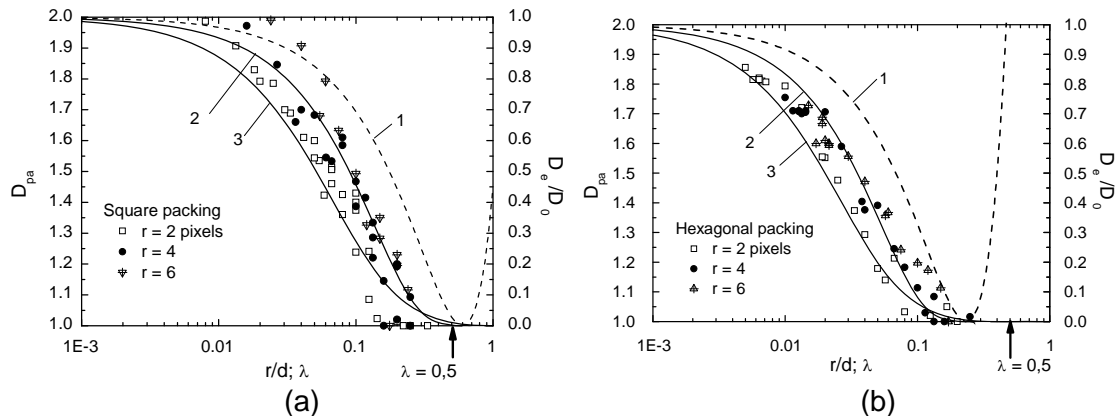 2.0
1.9
1.8
1.7
1.6
1.5
1.4
1.3
1.2
1.1
1.0
D_pa
1.0
0.9
0.8
0.7
0.6
0.5
0.4
0.3
0.2
0.1
0.0
D_e/D_0
1
2
3
Square packing
r = 2 pixels
r = 4
r = 6
1E-3
0.01
0.1
1
r/d; λ
λ = 0,5
(a)
2.0
1.9
1.8
1.7
1.6
1.5
1.4
1.3
1.2
1.1
1.0
D_pa
1.0
0.9
0.8
0.7
0.6
0.5
0.4
0.3
0.2
0.1
0.0
D_e/D_0
1
2
3
Hexagonal packing
r = 2 pixels
r = 4
r = 6
1E-3
0.01
0.1
1
r/d; λ
λ = 0,5
(b)